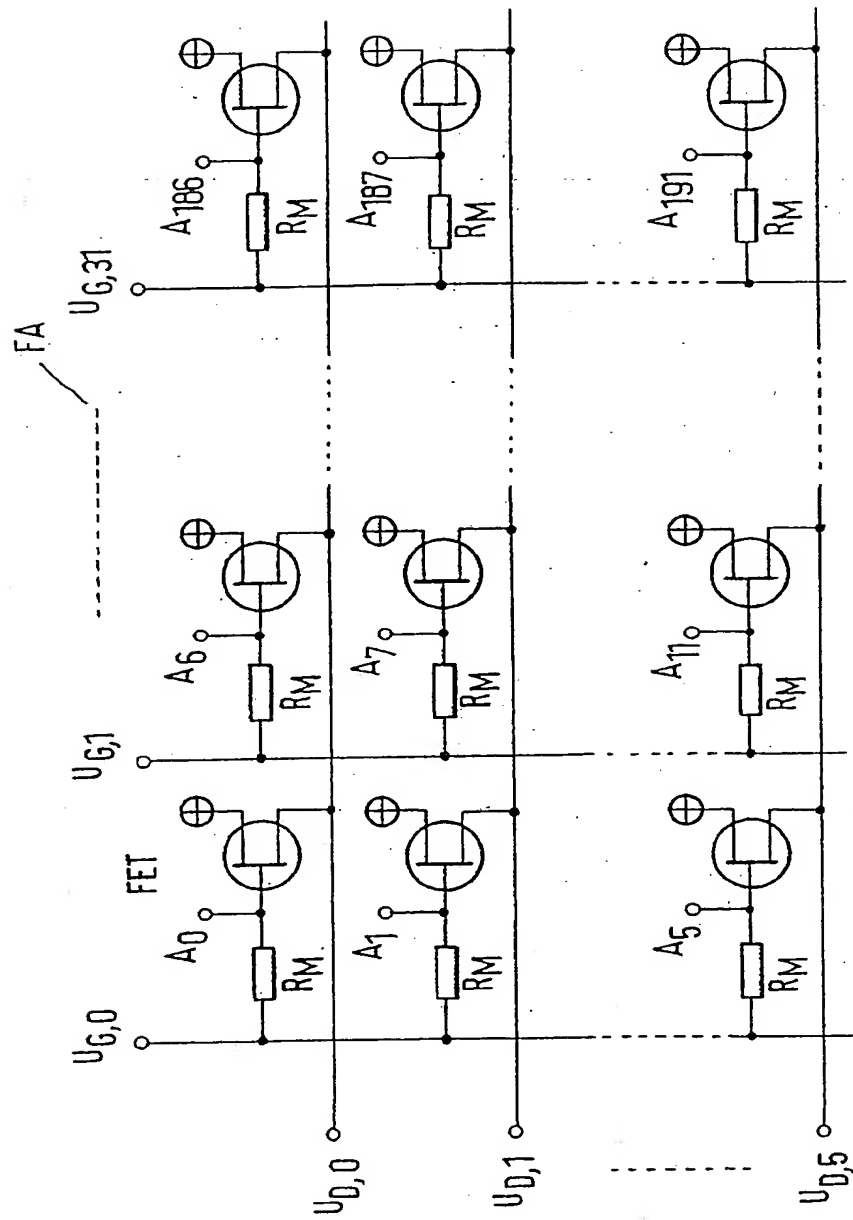 FA
U_G,0
U_G,1
U_G,31
A_0
FET
A_6
A_186
R_M
R_M
R_M
U_D,0
A_1
A_7
A_187
R_M
R_M
R_M
U_D,1
A_5
A_11
A_191
R_M
R_M
R_M
U_D,5